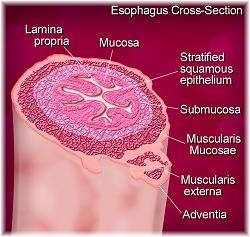 Esophagus Cross-Section
Lamina
propria
Mucosa
Stratified
squamous
epithelium
Submucosa
Muscularis
Mucosae
Muscularis
externa
Adventia